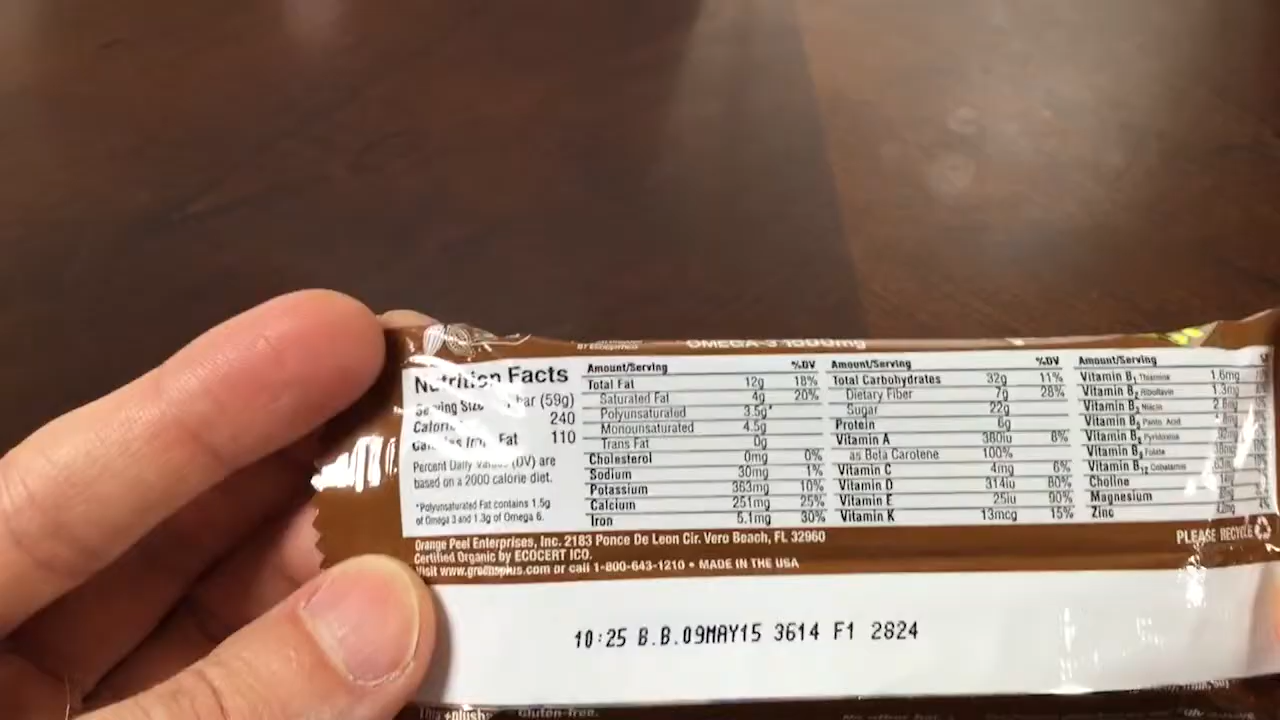 OMEGA-3 1000mg
Nutrition Facts
Serving Size bar (59g)
Calories 240
Calories from Fat 110
Percent Daily Values (DV) are
based on a 2000 calorie diet.
*Polyunsaturated Fat contains 1.5g
of Omega 3 and 1.3g of Omega 6.
Amount/Serving %DV
Total Fat 12g 18%
Saturated Fat 4g 20%
Polyunsaturated 3.5g*
Monounsaturated 4.5g
Trans Fat 0g
Cholesterol 0mg 0%
Sodium 30mg 1%
Potassium 363mg 10%
Calcium 251mg 25%
Iron 5.1mg 30%
Amount/Serving %DV
Total Carbohydrates 32g 11%
Dietary Fiber 7g 28%
Sugar 22g
Protein 6g
Vitamin A 380iu 8%
as Beta Carotene 100%
Vitamin C 4mg 6%
Vitamin D 314iu 80%
Vitamin E 25iu 90%
Vitamin K 13mcg 15%
Amount/Serving
Vitamin B1 Thiamine 1.6mg
Vitamin B2 Riboflavin 1.3mg
Vitamin B3 Niacin
Vitamin B5 Panto. Acid
Vitamin B6 Pyridoxine
Vitamin B9 Folate
Vitamin B12 Cobalamin
Choline
Magnesium
Zinc
Orange Peel Enterprises, Inc. 2183 Ponce De Leon Cir. Vero Beach, FL 32960
Certified Organic by ECOCERT ICO.
Visit www.greensplus.com or call 1-800-643-1210 • MADE IN THE USA
PLEASE RECYCLE
10:25 B.B.09MAY15 3614 F1 2824
Gluten-free.